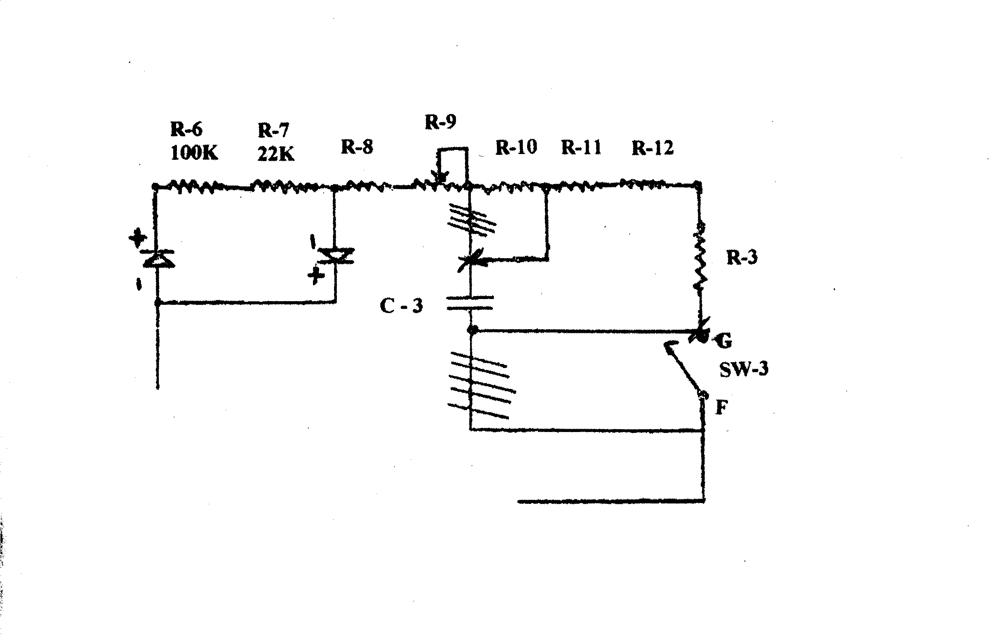 R-9
R-6
100K
R-7
22K
R-8
R-10
R-11
R-12
+
-
-
+
R-3
C - 3
G
SW-3
F